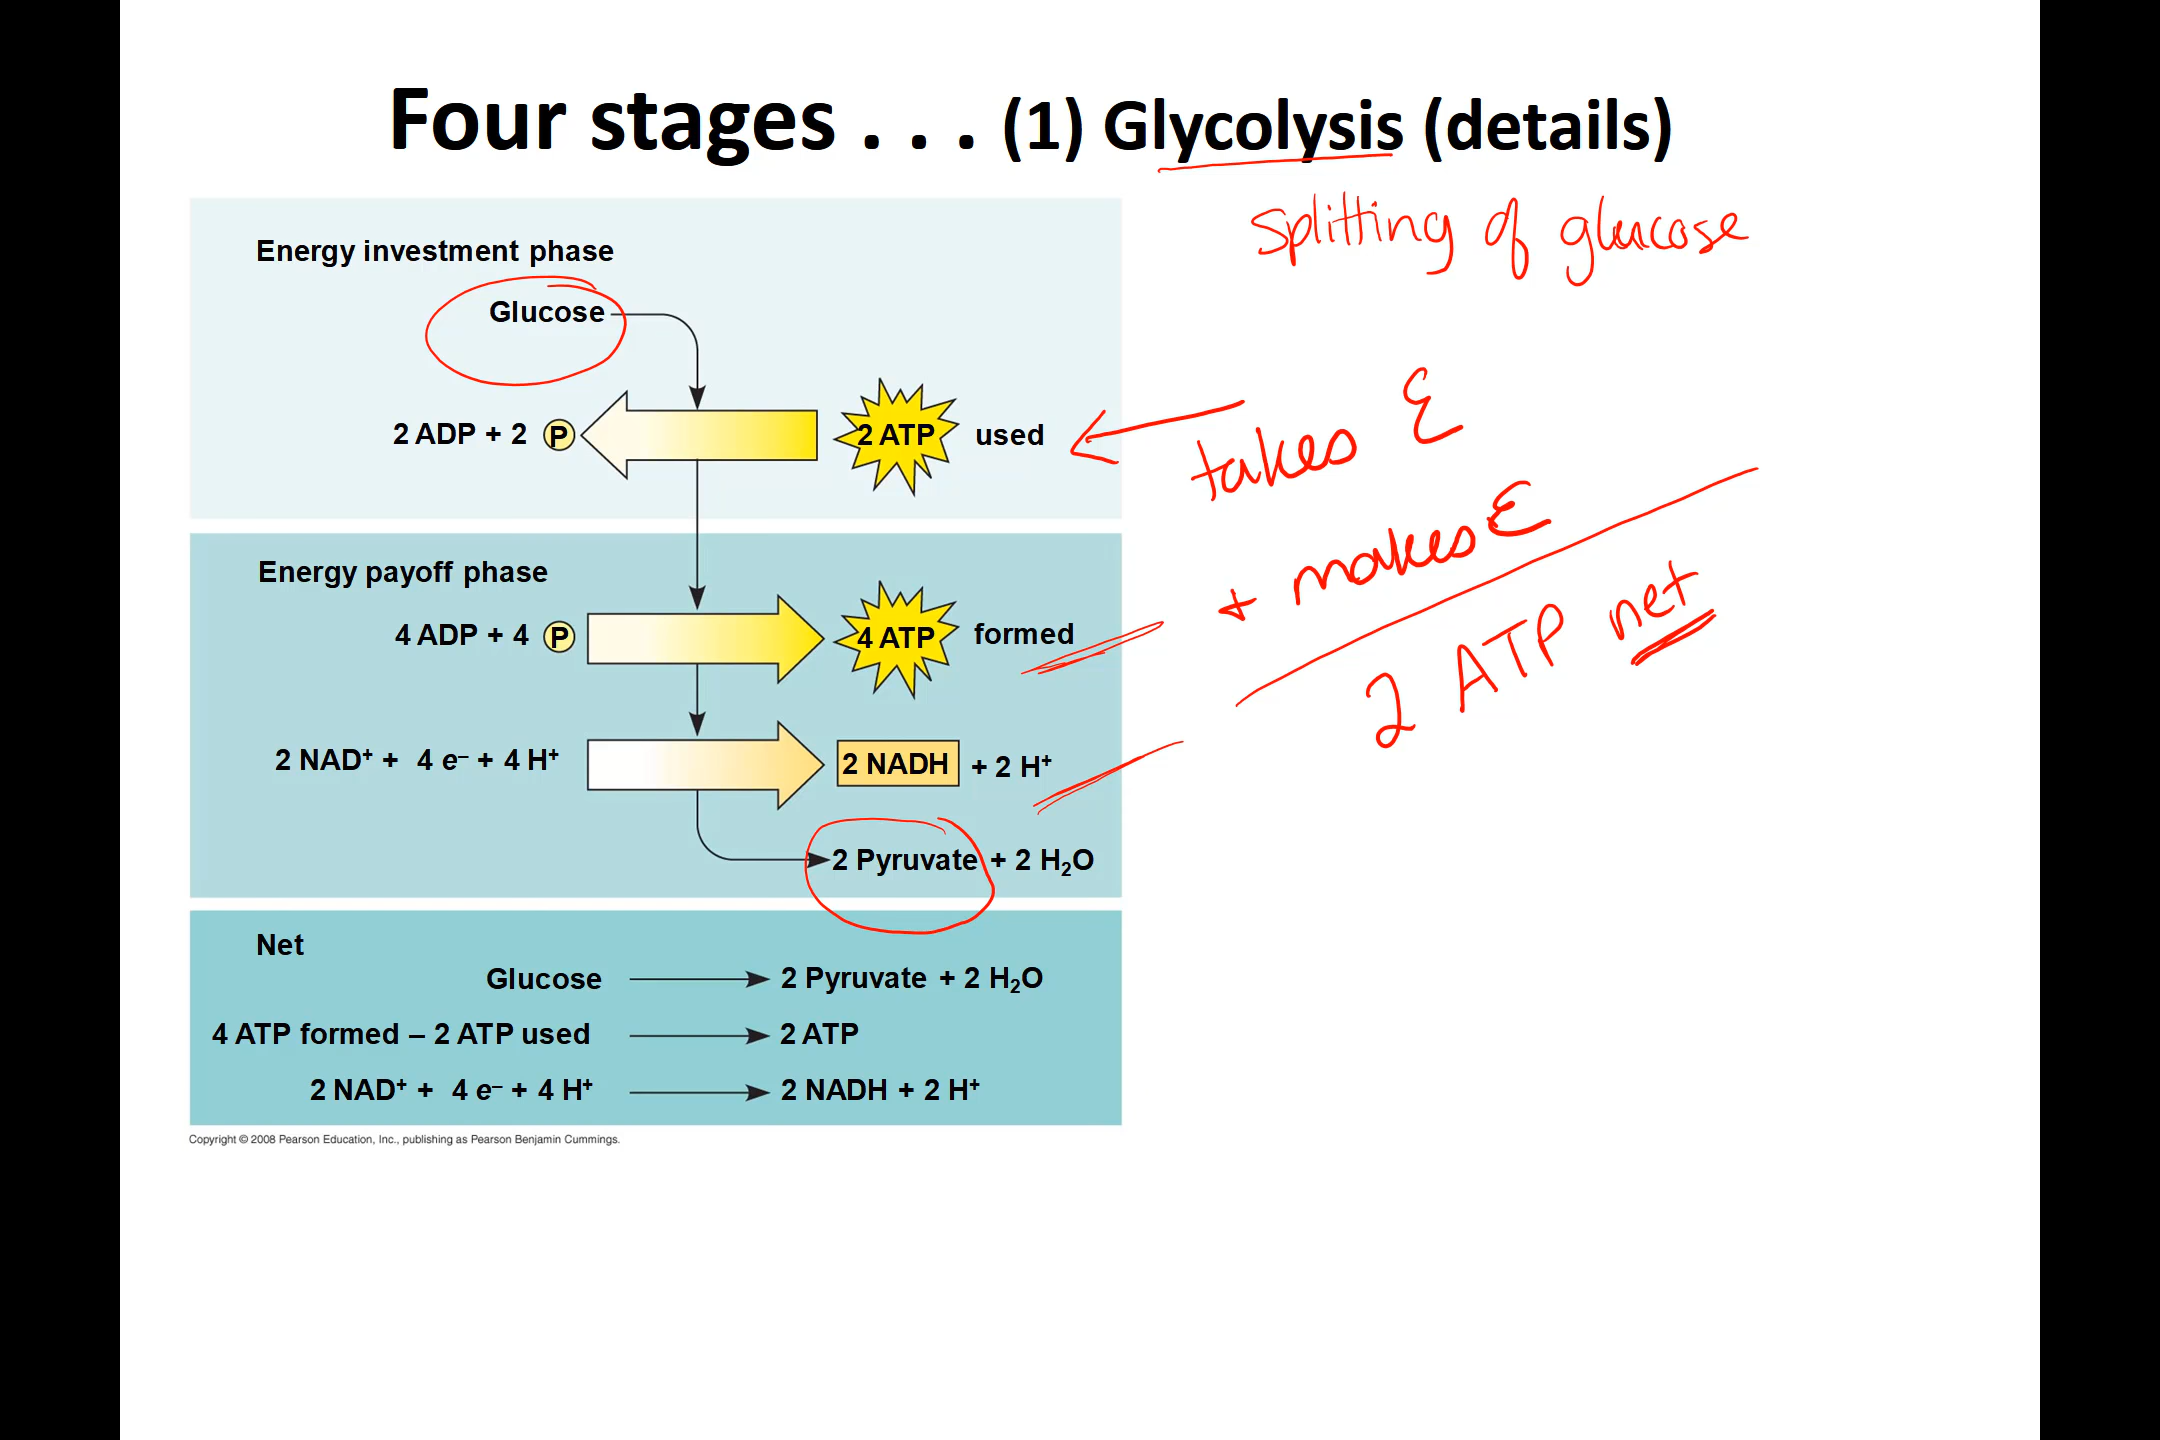 Four stages . . . (1) Glycolysis (details)
splitting of glucose
Energy investment phase
Glucose
2 ADP + 2 P
2 ATP used
takes E
+ makes E
2 ATP net
Energy payoff phase
4 ADP + 4 P
4 ATP formed
2 NAD⁺ + 4 e⁻ + 4 H⁺
2 NADH + 2 H⁺
2 Pyruvate + 2 H₂O
Net
Glucose → 2 Pyruvate + 2 H₂O
4 ATP formed – 2 ATP used → 2 ATP
2 NAD⁺ + 4 e⁻ + 4 H⁺ → 2 NADH + 2 H⁺
Copyright © 2008 Pearson Education, Inc., publishing as Pearson Benjamin Cummings.